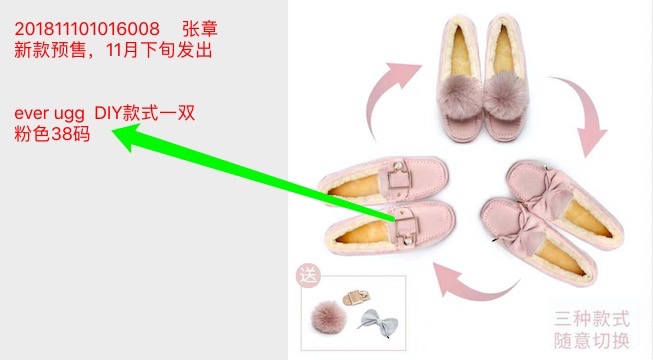 201811101016008 张章
新款预售，11月下旬发出
ever ugg DIY款式一双
粉色38码
送
三种款式
随意切换